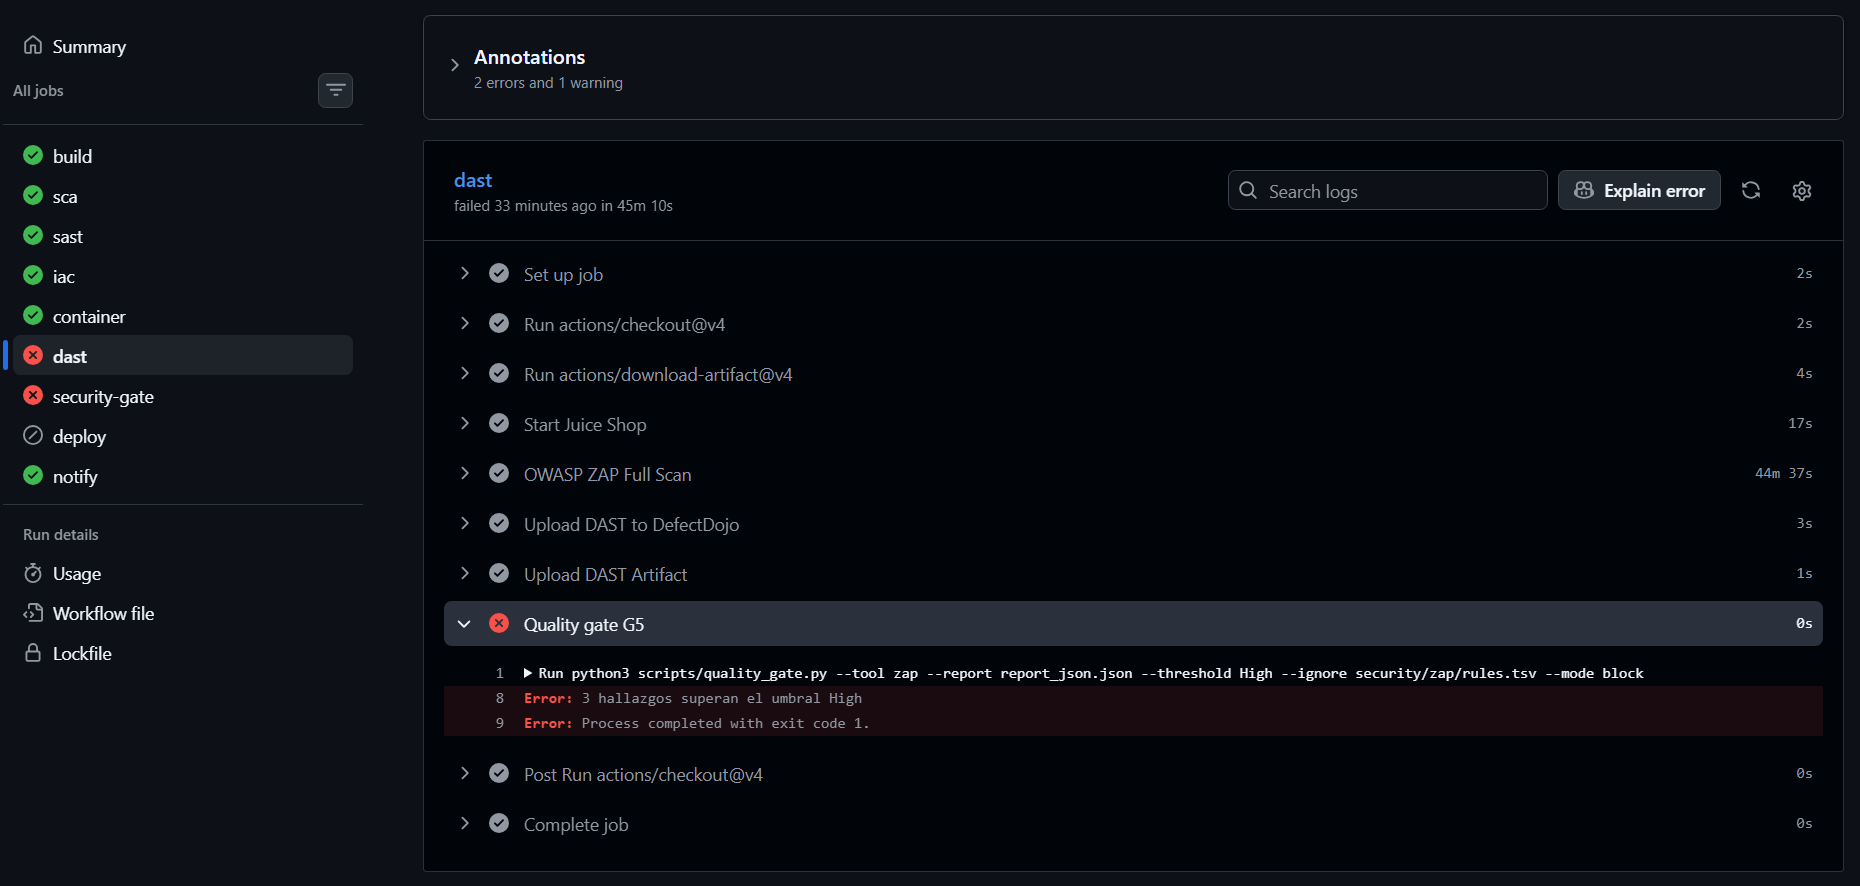 Summary
All jobs
build
sca
sast
iac
container
dast
security-gate
deploy
notify
Run details
Usage
Workflow file
Lockfile
Annotations
2 errors and 1 warning
dast
failed 33 minutes ago in 45m 10s
Search logs
Explain error
Set up job 2s
Run actions/checkout@v4 2s
Run actions/download-artifact@v4 4s
Start Juice Shop 17s
OWASP ZAP Full Scan 44m 37s
Upload DAST to DefectDojo 3s
Upload DAST Artifact 1s
Quality gate G5 0s
1 Run python3 scripts/quality_gate.py --tool zap --report report_json.json --threshold High --ignore security/zap/rules.tsv --mode block
8 Error: 3 hallazgos superan el umbral High
9 Error: Process completed with exit code 1.
Post Run actions/checkout@v4 0s
Complete job 0s